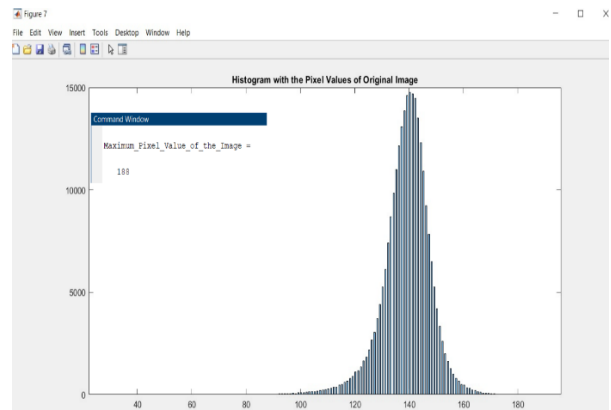 Figure 7
File Edit View Insert Tools Desktop Window Help
Histogram with the Pixel Values of Original Image
15000
Command Window
Maximum_Pixel_Value_of_the_Image =
188
10000
5000
0
40 60 80 100 120 140 160 180